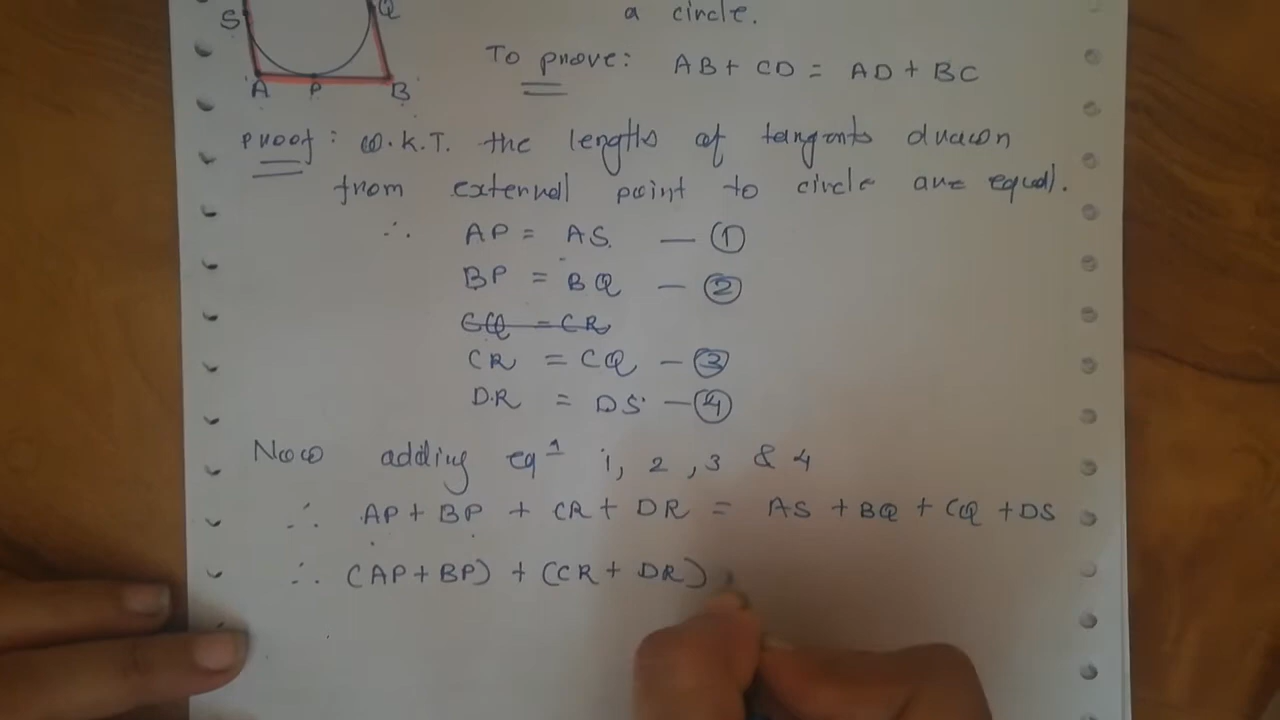 S Q
a circle.
To prove: AB + CD = AD + BC
A P B
proof: W.K.T. the lengths of tangents drawn
from external point to circle are equal.
∴ AP = AS. — ①
BP = BQ — ②
CQ = CR
CR = CQ — ③
DR = DS — ④
Now adding eqn 1, 2, 3 & 4
∴ AP + BP + CR + DR = AS + BQ + CQ + DS
∴ (AP + BP) + (CR + DR)